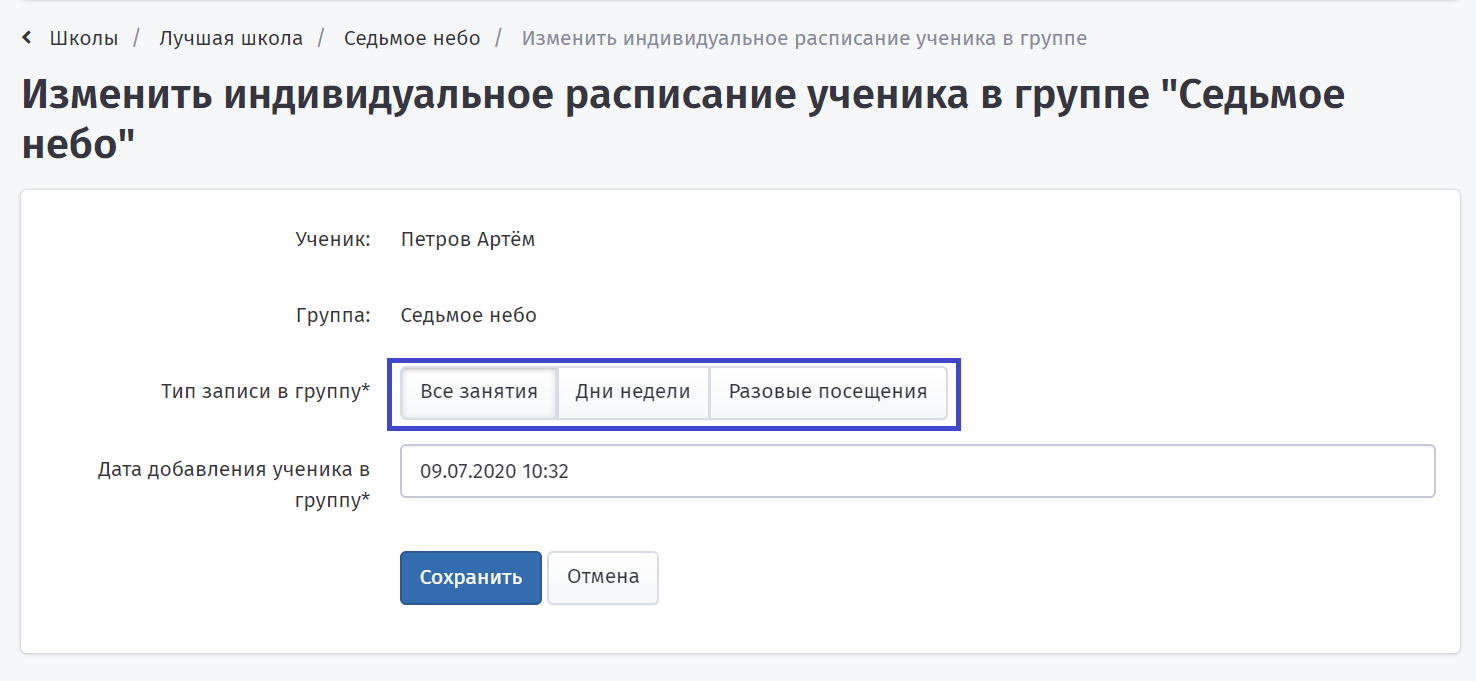 Школы / Лучшая школа / Седьмое небо / Изменить индивидуальное расписание ученика в группе
Изменить индивидуальное расписание ученика в группе "Седьмое
небо"
Ученик: Петров Артём
Группа: Седьмое небо
Тип записи в группу* Все занятия Дни недели Разовые посещения
Дата добавления ученика в
группу* 09.07.2020 10:32
Сохранить Отмена